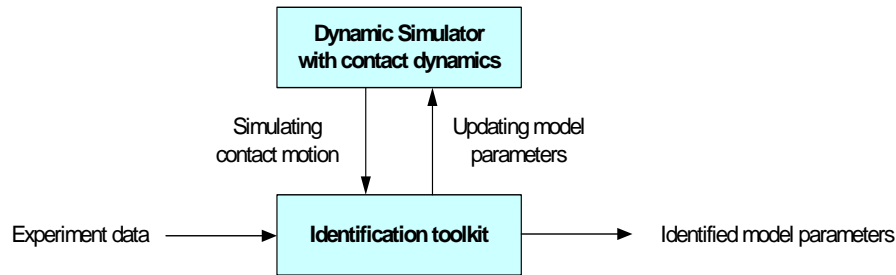 Dynamic Simulator
with contact dynamics
Simulating
contact motion
Updating model
parameters
Experiment data
Identification toolkit
Identified model parameters